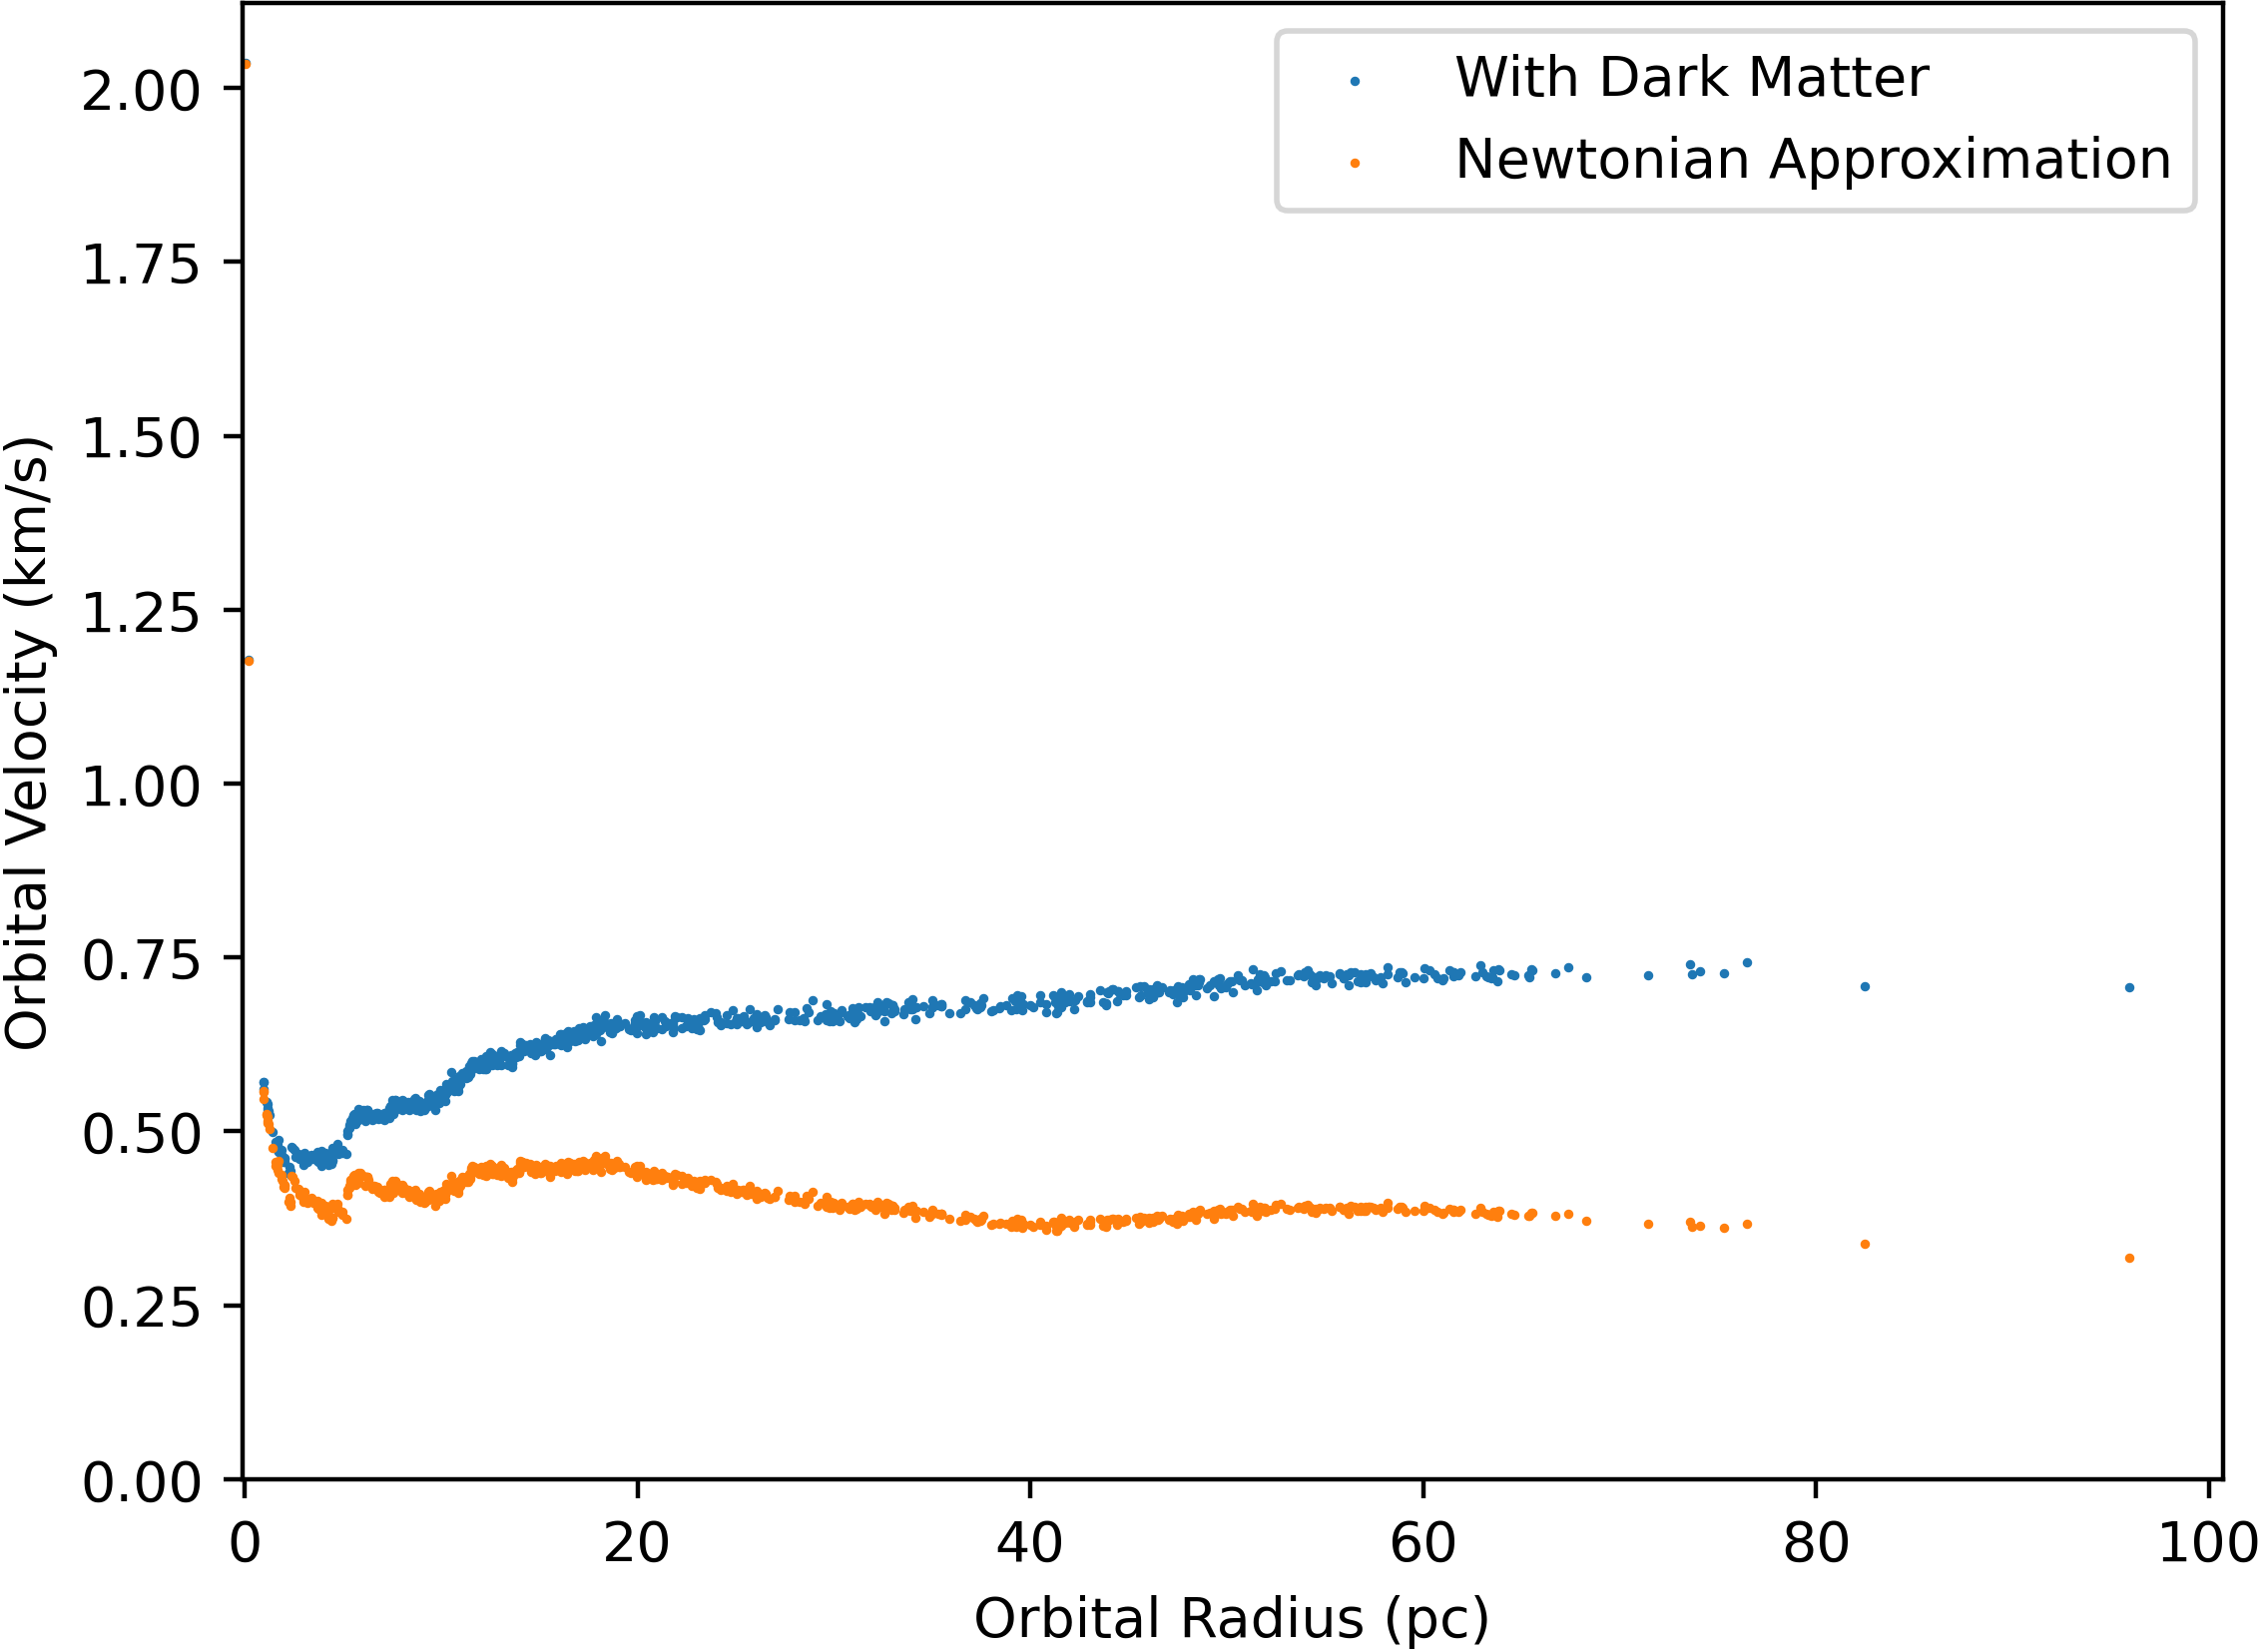 With Dark Matter
Newtonian Approximation
2.00
1.75
1.50
1.25
1.00
0.75
0.50
0.25
0.00
Orbital Velocity (km/s)
0 20 40 60 80 100
Orbital Radius (pc)